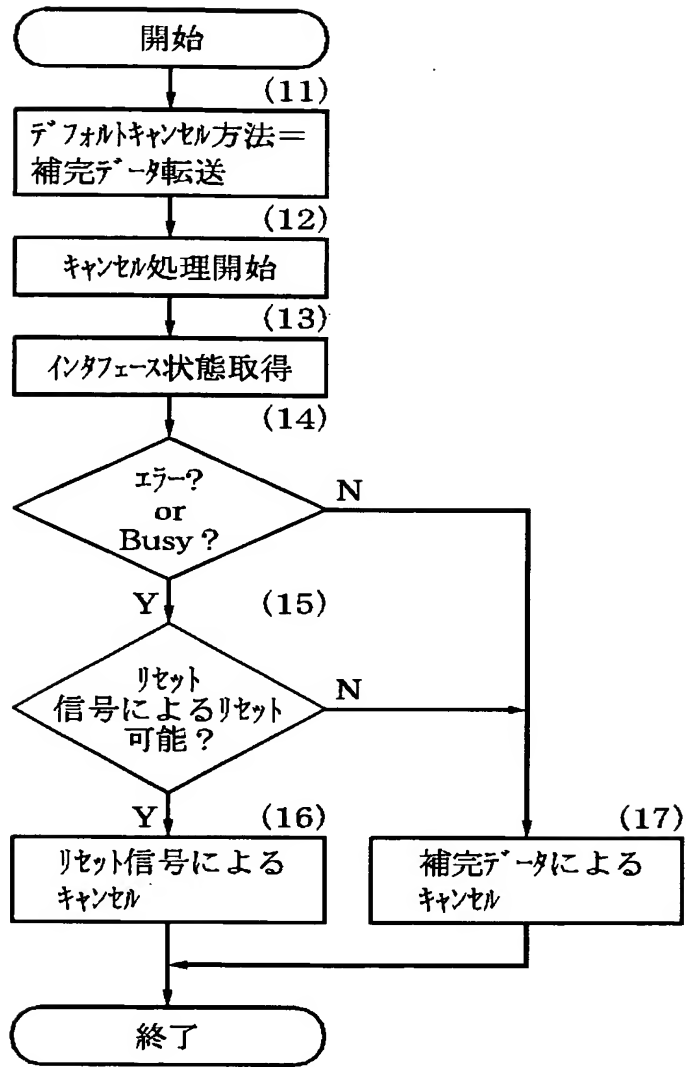 開始
(11)
デフォルトキャンセル方法＝
補完データ転送
(12)
キャンセル処理開始
(13)
インタフェース状態取得
(14)
エラー?
or
Busy?
N
Y
(15)
リセット
信号によるリセット
可能?
N
Y
(16)
リセット信号による
キャンセル
(17)
補完データによる
キャンセル
終了